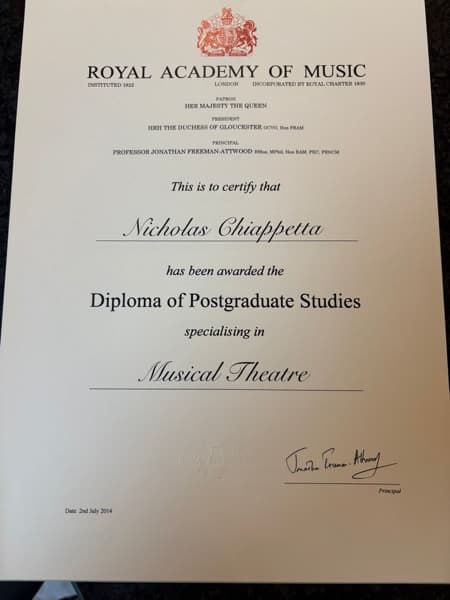 ROYAL ACADEMY OF MUSIC
INSTITUTED 1822 LONDON INCORPORATED BY ROYAL CHARTER 1830
PATRON
HER MAJESTY THE QUEEN
PRESIDENT
HRH THE DUCHESS OF GLOUCESTER GCVO, Hon FRAM
PRINCIPAL
PROFESSOR JONATHAN FREEMAN-ATTWOOD BMus, MPhil, Hon RAM, FKC, FRNCM
This is to certify that
Nicholas Chiappetta
has been awarded the
Diploma of Postgraduate Studies
specialising in
Musical Theatre
Jonathan Freeman-Attwood
Principal
Date: 2nd July 2014